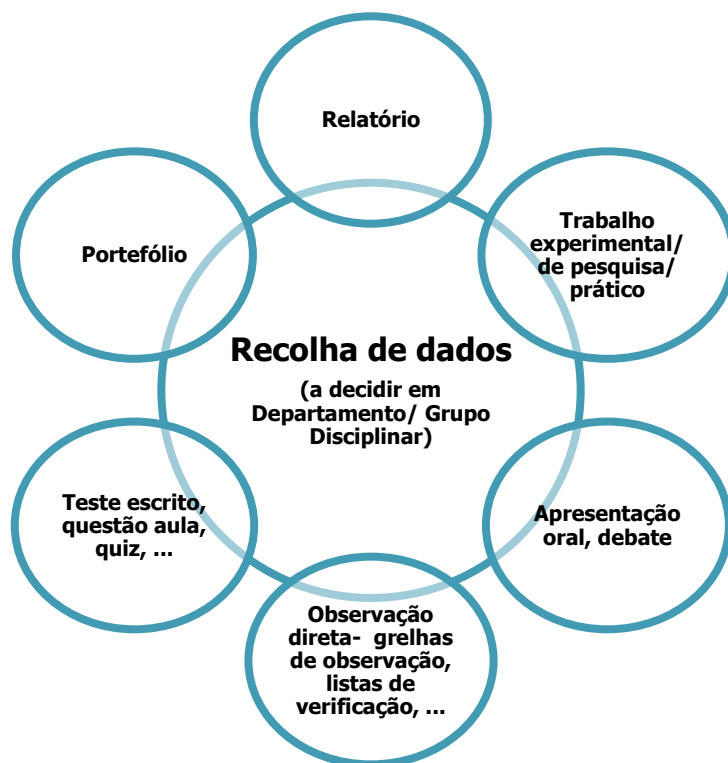 Relatório
Trabalho
experimental/
de pesquisa/
prático
Portefólio
Recolha de dados
(a decidir em
Departamento/ Grupo
Disciplinar)
Teste escrito,
questão aula,
quiz, ...
Apresentação
oral, debate
Observação
direta- grelhas
de observação,
listas de
verificação, ...